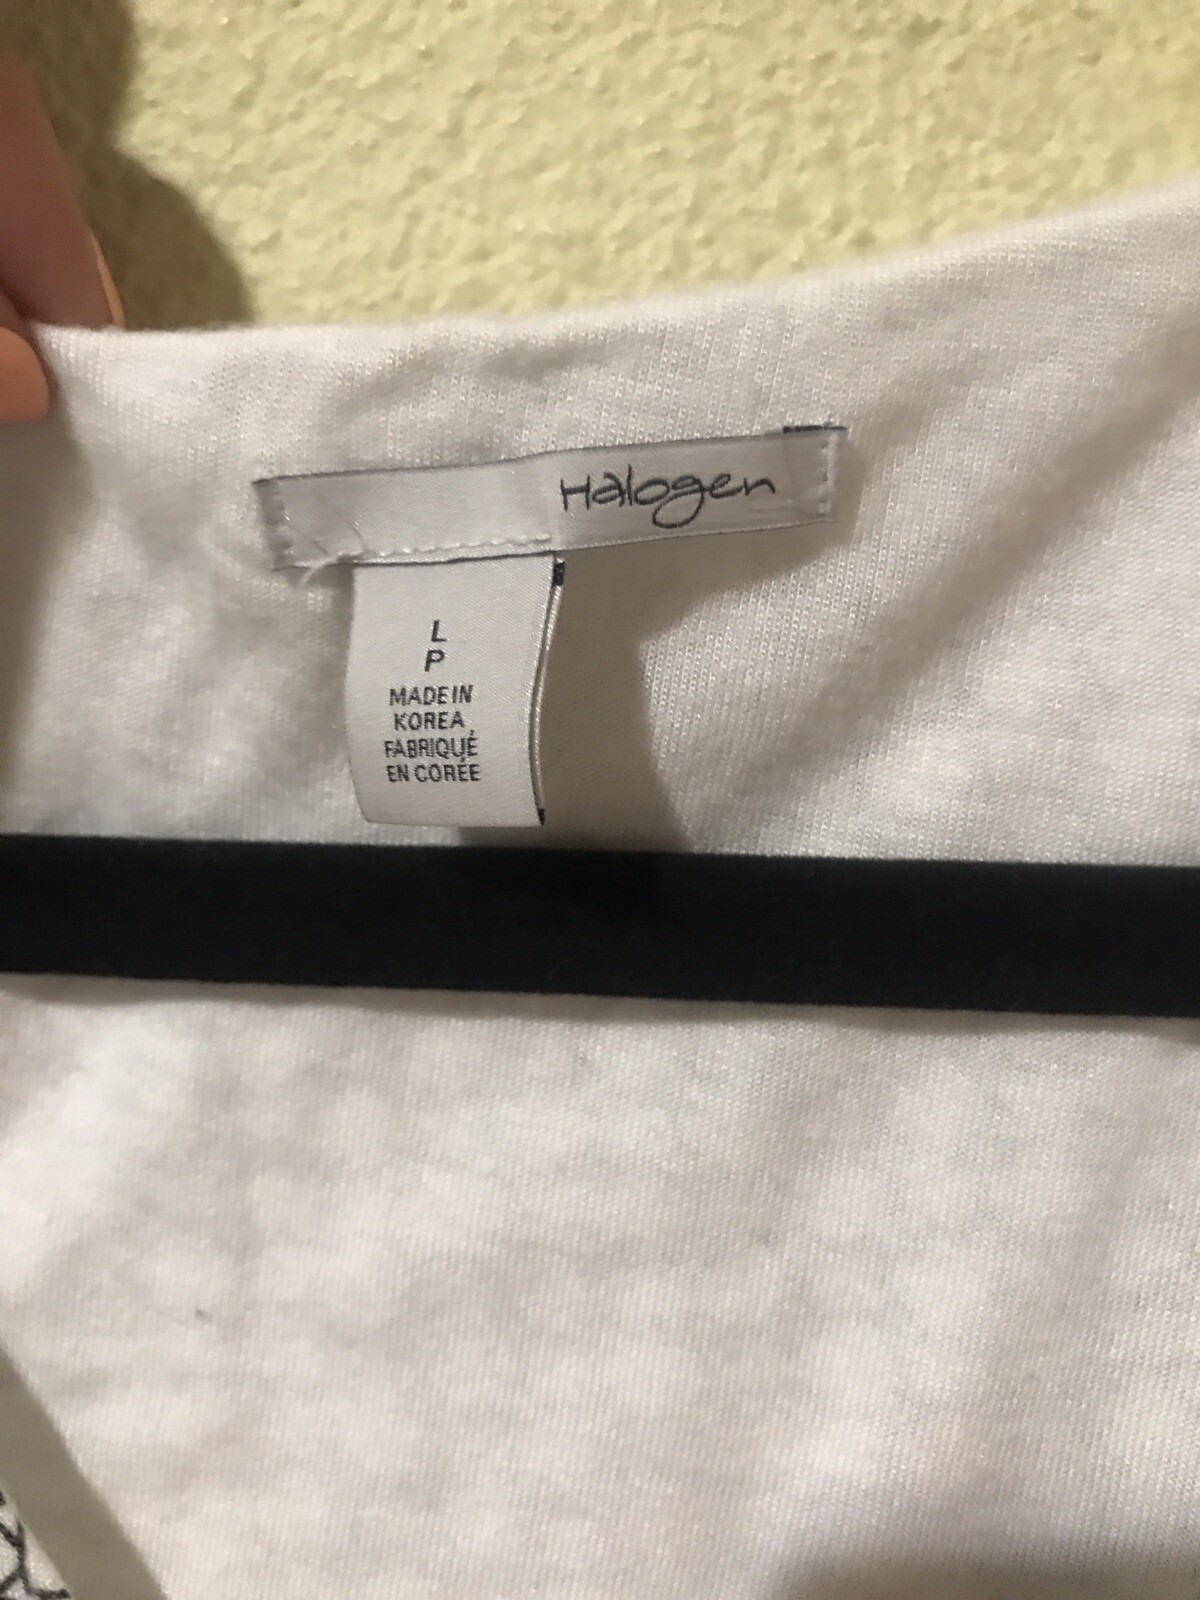 Halogen
L
P
MADE IN
KOREA
FABRIQUÉ
EN CORÉE